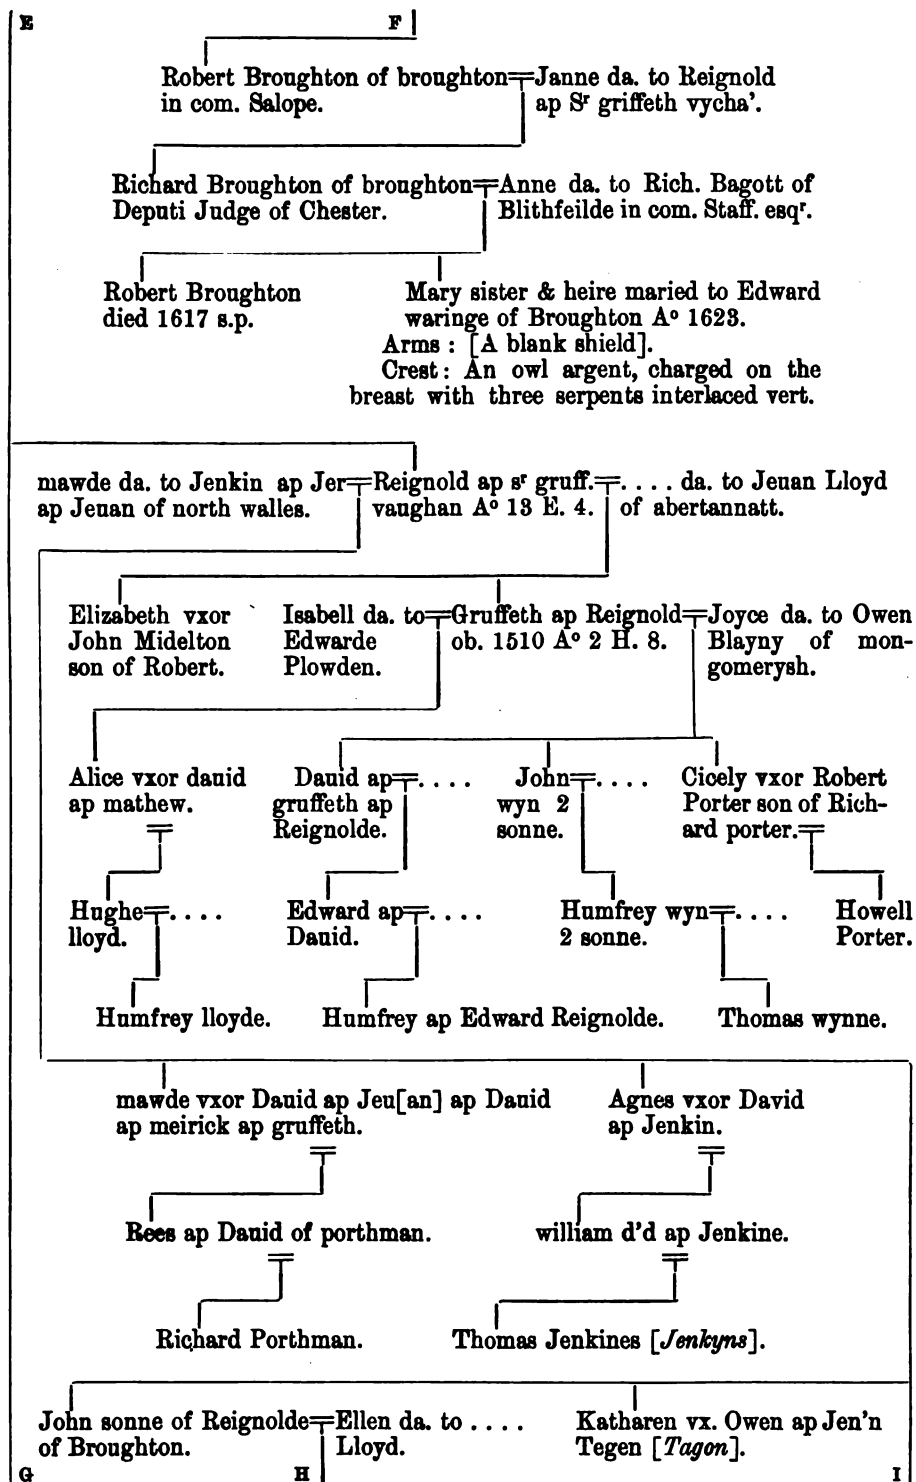 E F
Robert Broughton of broughton Janne da. to Reignold
in com. Salope. ap Sʳ griffeth vycha'.
Richard Broughton of broughton Anne da. to Rich. Bagott of
Deputi Judge of Chester. Blithfeilde in com. Staff. esqʳ.
Robert Broughton Mary sister & heire maried to Edward
died 1617 s.p. waringe of Broughton Aº 1623.
Arms : [A blank shield].
Crest : An owl argent, charged on the
breast with three serpents interlaced vert.
mawde da. to Jenkin ap Jer Reignold ap sʳ gruff. . . . . da. to Jeuan Lloyd
ap Jeuan of north walles. vaughan Aº 13 E. 4. of abertannatt.
Elizabeth vxor Isabell da. to Gruffeth ap Reignold Joyce da. to Owen
John Midelton Edwarde ob. 1510 Aº 2 H. 8. Blayny of mon-
son of Robert. Plowden. gomerysh.
Alice vxor dauid Dauid ap . . . . John . . . . Cicely vxor Robert
ap mathew. gruffeth ap wyn 2 Porter son of Rich-
Reignolde. sonne. ard porter.
Hughe . . . . Edward ap . . . . Humfrey wyn . . . . Howell
lloyd. Dauid. 2 sonne. Porter.
Humfrey lloyde. Humfrey ap Edward Reignolde. Thomas wynne.
mawde vxor Dauid ap Jeu[an] ap Dauid Agnes vxor David
ap meirick ap gruffeth. ap Jenkin.
Rees ap Dauid of porthman. william d'd ap Jenkine.
Richard Porthman. Thomas Jenkines [Jenkyns].
John sonne of Reignolde Ellen da. to . . . . Katharen vx. Owen ap Jen'n
of Broughton. Lloyd. Tegen [Tagon].
G H I